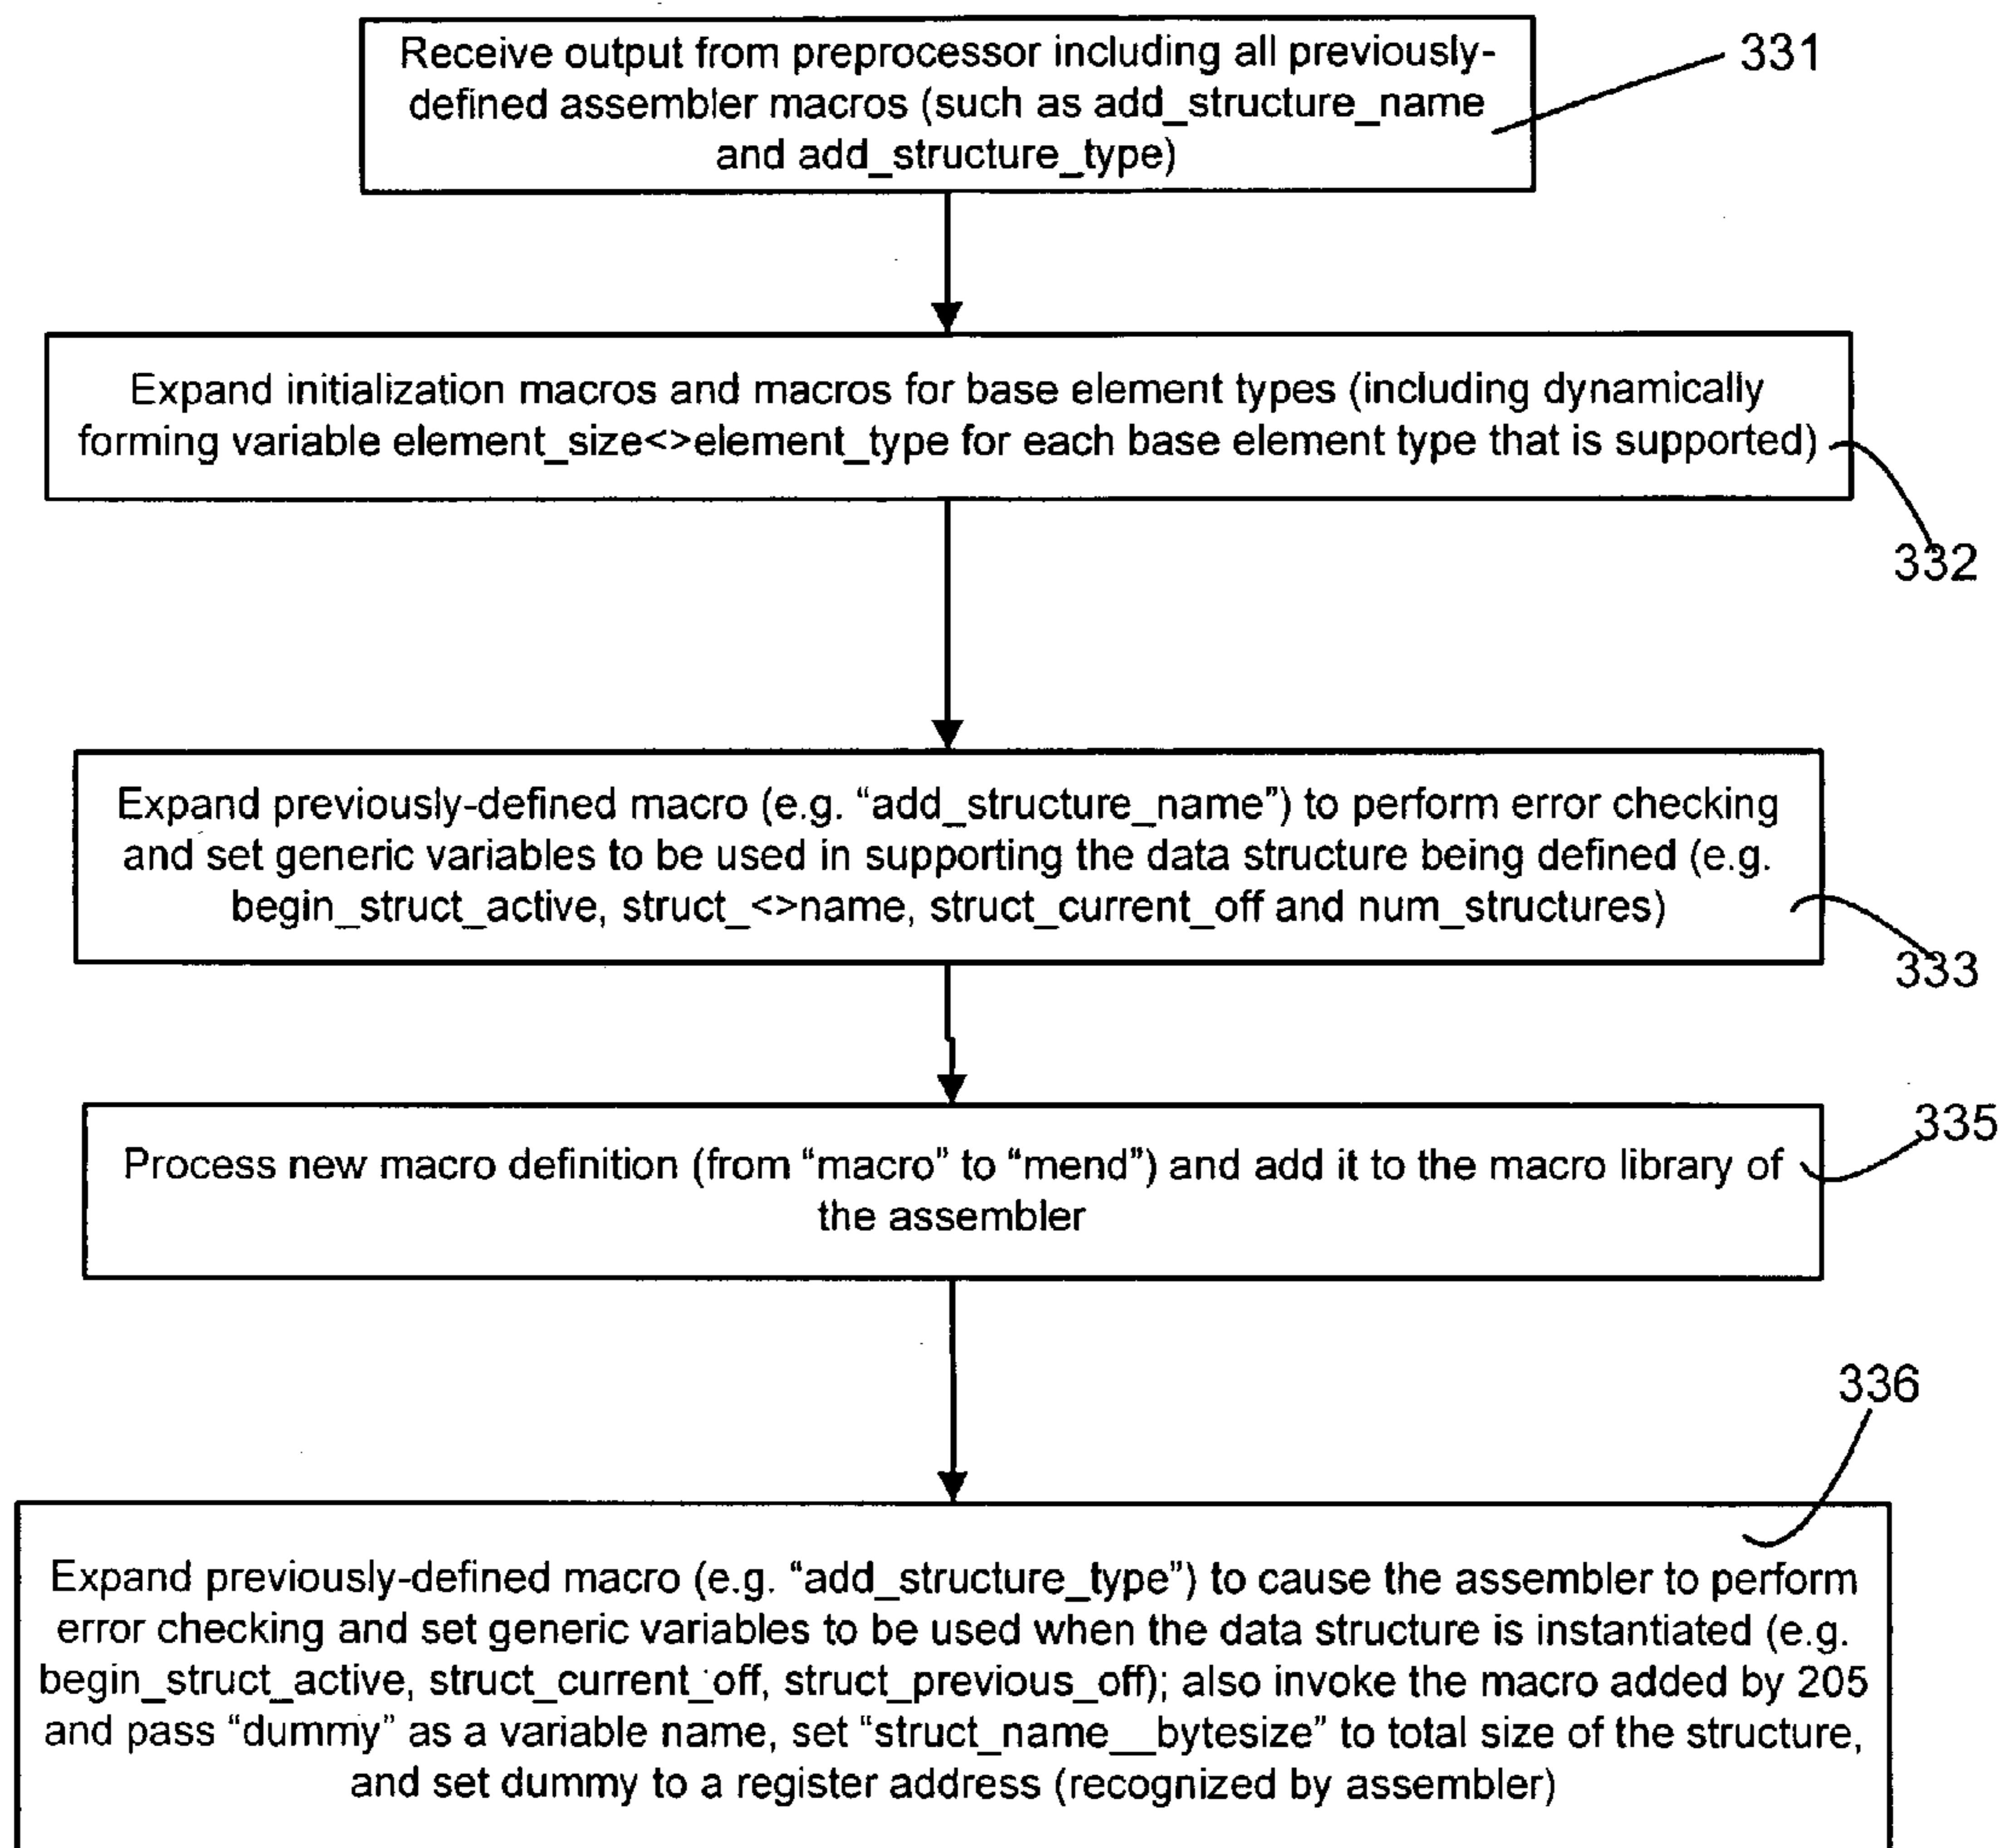 Receive output from preprocessor including all previously-
defined assembler macros (such as add_structure_name
and add_structure_type)
331
Expand initialization macros and macros for base element types (including dynamically
forming variable element_size<>element_type for each base element type that is supported)
332
Expand previously-defined macro (e.g. “add_structure_name”) to perform error checking
and set generic variables to be used in supporting the data structure being defined (e.g.
begin_struct_active, struct_<>name, struct_current_off and num_structures)
333
335
Process new macro definition (from “macro” to “mend”) and add it to the macro library of
the assembler
336
Expand previously-defined macro (e.g. “add_structure_type”) to cause the assembler to perform
error checking and set generic variables to be used when the data structure is instantiated (e.g.
begin_struct_active, struct_current_off, struct_previous_off); also invoke the macro added by 205
and pass “dummy” as a variable name, set “struct_name__bytesize” to total size of the structure,
and set dummy to a register address (recognized by assembler)